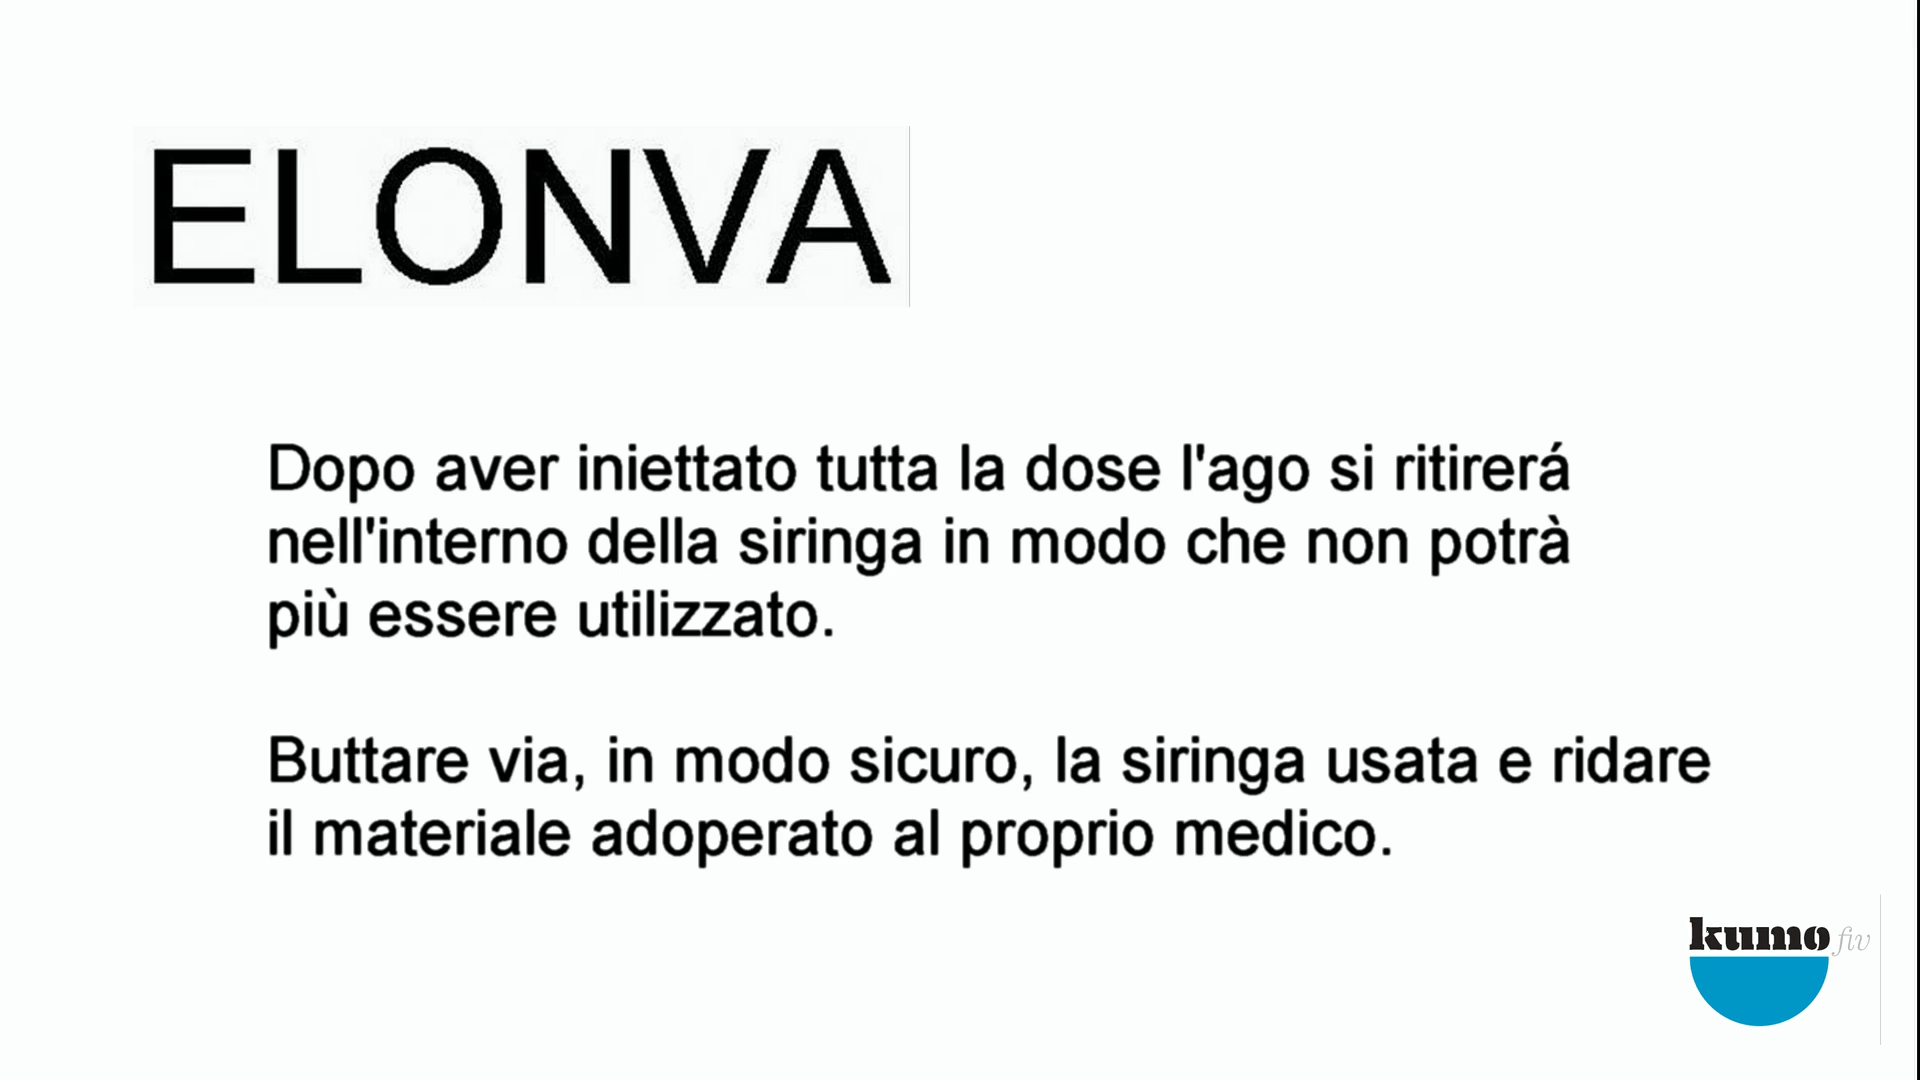 ELONVA
Dopo aver iniettato tutta la dose l'ago si ritirerá
nell'interno della siringa in modo che non potrà
più essere utilizzato.
Buttare via, in modo sicuro, la siringa usata e ridare
il materiale adoperato al proprio medico.
kumo fiv